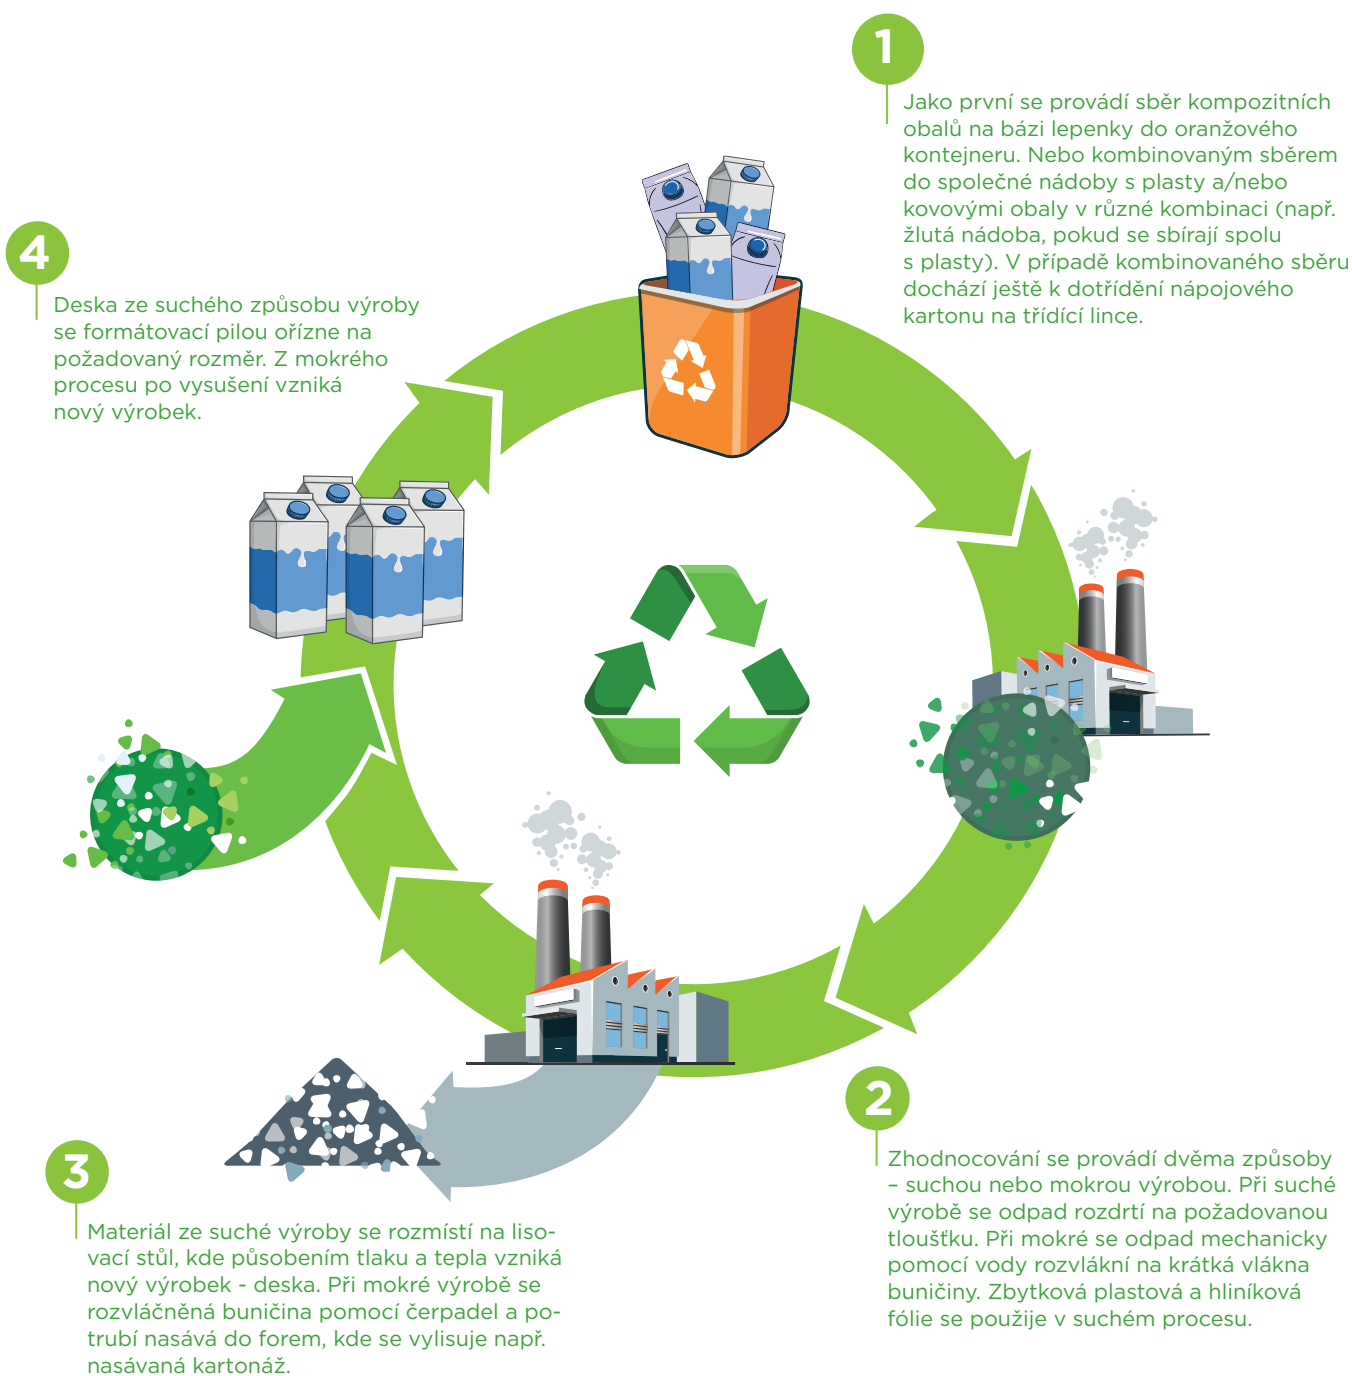 1
Jako první se provádí sběr kompozitních
obalů na bázi lepenky do oranžového
kontejneru. Nebo kombinovaným sběrem
do společné nádoby s plasty a/nebo
kovovými obaly v různé kombinaci (např.
žlutá nádoba, pokud se sbírají spolu
s plasty). V případě kombinovaného sběru
dochází ještě k dotřídění nápojového
kartonu na třídící lince.
2
Zhodnocování se provádí dvěma způsoby
– suchou nebo mokrou výrobou. Při suché
výrobě se odpad rozdrtí na požadovanou
tloušťku. Při mokré se odpad mechanicky
pomocí vody rozvlákní na krátká vlákna
buničiny. Zbytková plastová a hliníková
fólie se použije v suchém procesu.
3
Materiál ze suché výroby se rozmístí na liso-
vací stůl, kde působením tlaku a tepla vzniká
nový výrobek - deska. Při mokré výrobě se
rozvláčněná buničina pomocí čerpadel a po-
trubí nasává do forem, kde se vylisuje např.
nasávaná kartonáž.
4
Deska ze suchého způsobu výroby
se formátovací pilou ořízne na
požadovaný rozměr. Z mokrého
procesu po vysušení vzniká
nový výrobek.